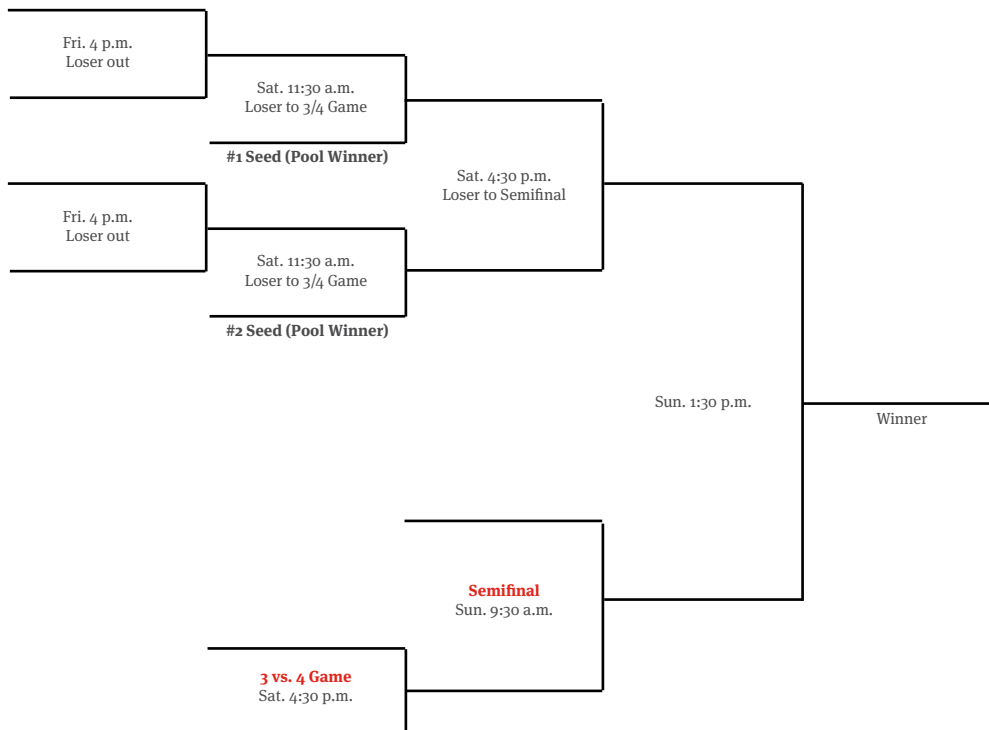 Fri. 4 p.m.
Loser out
Sat. 11:30 a.m.
Loser to 3/4 Game
#1 Seed (Pool Winner)
Sat. 4:30 p.m.
Loser to Semifinal
Fri. 4 p.m.
Loser out
Sat. 11:30 a.m.
Loser to 3/4 Game
#2 Seed (Pool Winner)
Sun. 1:30 p.m.
Winner
Semifinal
Sun. 9:30 a.m.
3 vs. 4 Game
Sat. 4:30 p.m.